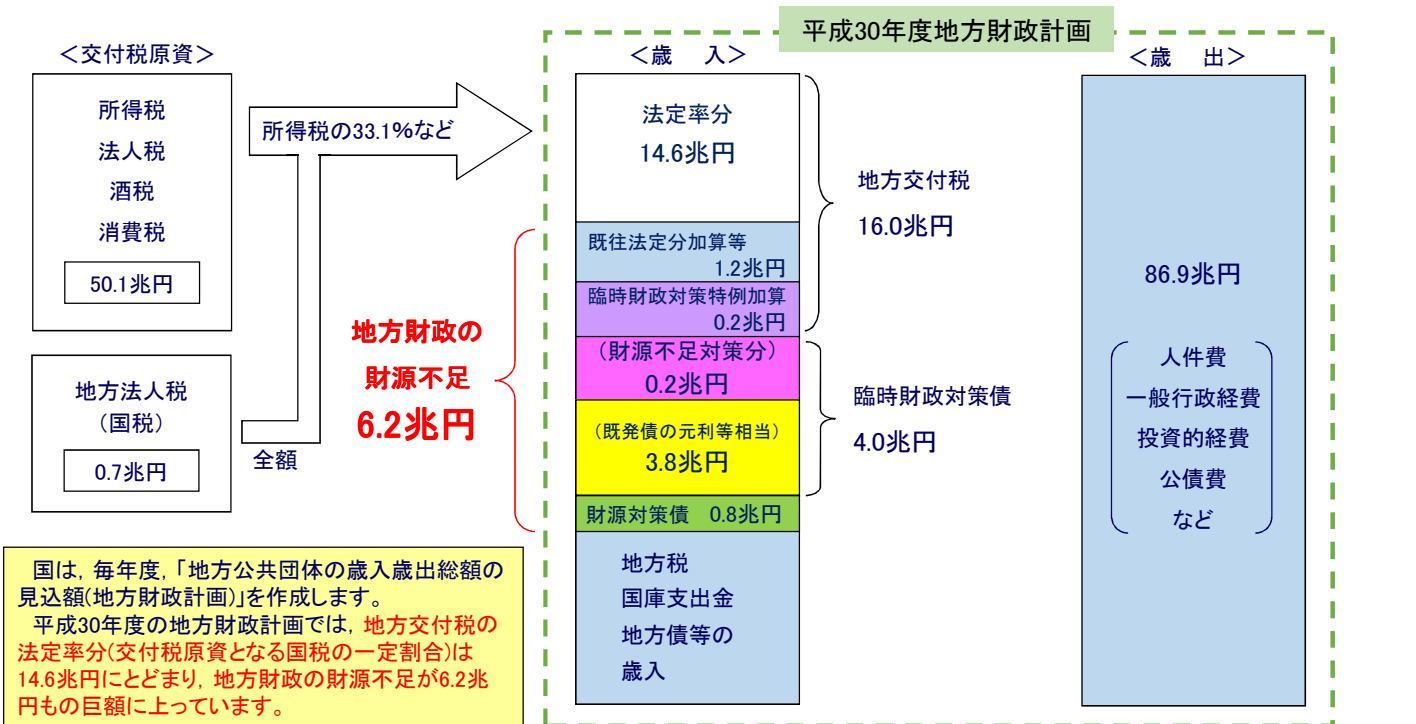 平成30年度地方財政計画
＜交付税原資＞
所得税
法人税
酒税
消費税
50.1兆円
地方法人税
（国税）
0.7兆円
所得税の33.1％など
全額
＜歳　入＞
法定率分
14.6兆円
既往法定分加算等
1.2兆円
臨時財政対策特例加算
0.2兆円
（財源不足対策分）
0.2兆円
（既発債の元利等相当）
3.8兆円
財源対策債　0.8兆円
地方税
国庫支出金
地方債等の
歳入
地方財政の
財源不足
6.2兆円
地方交付税
16.0兆円
臨時財政対策債
4.0兆円
＜歳　出＞
86.9兆円
人件費
一般行政経費
投資的経費
公債費
など
国は，毎年度，「地方公共団体の歳入歳出総額の
見込額(地方財政計画)」を作成します。
平成30年度の地方財政計画では，地方交付税の
法定率分(交付税原資となる国税の一定割合)は
14.6兆円にとどまり，地方財政の財源不足が6.2兆
円もの巨額に上っています。